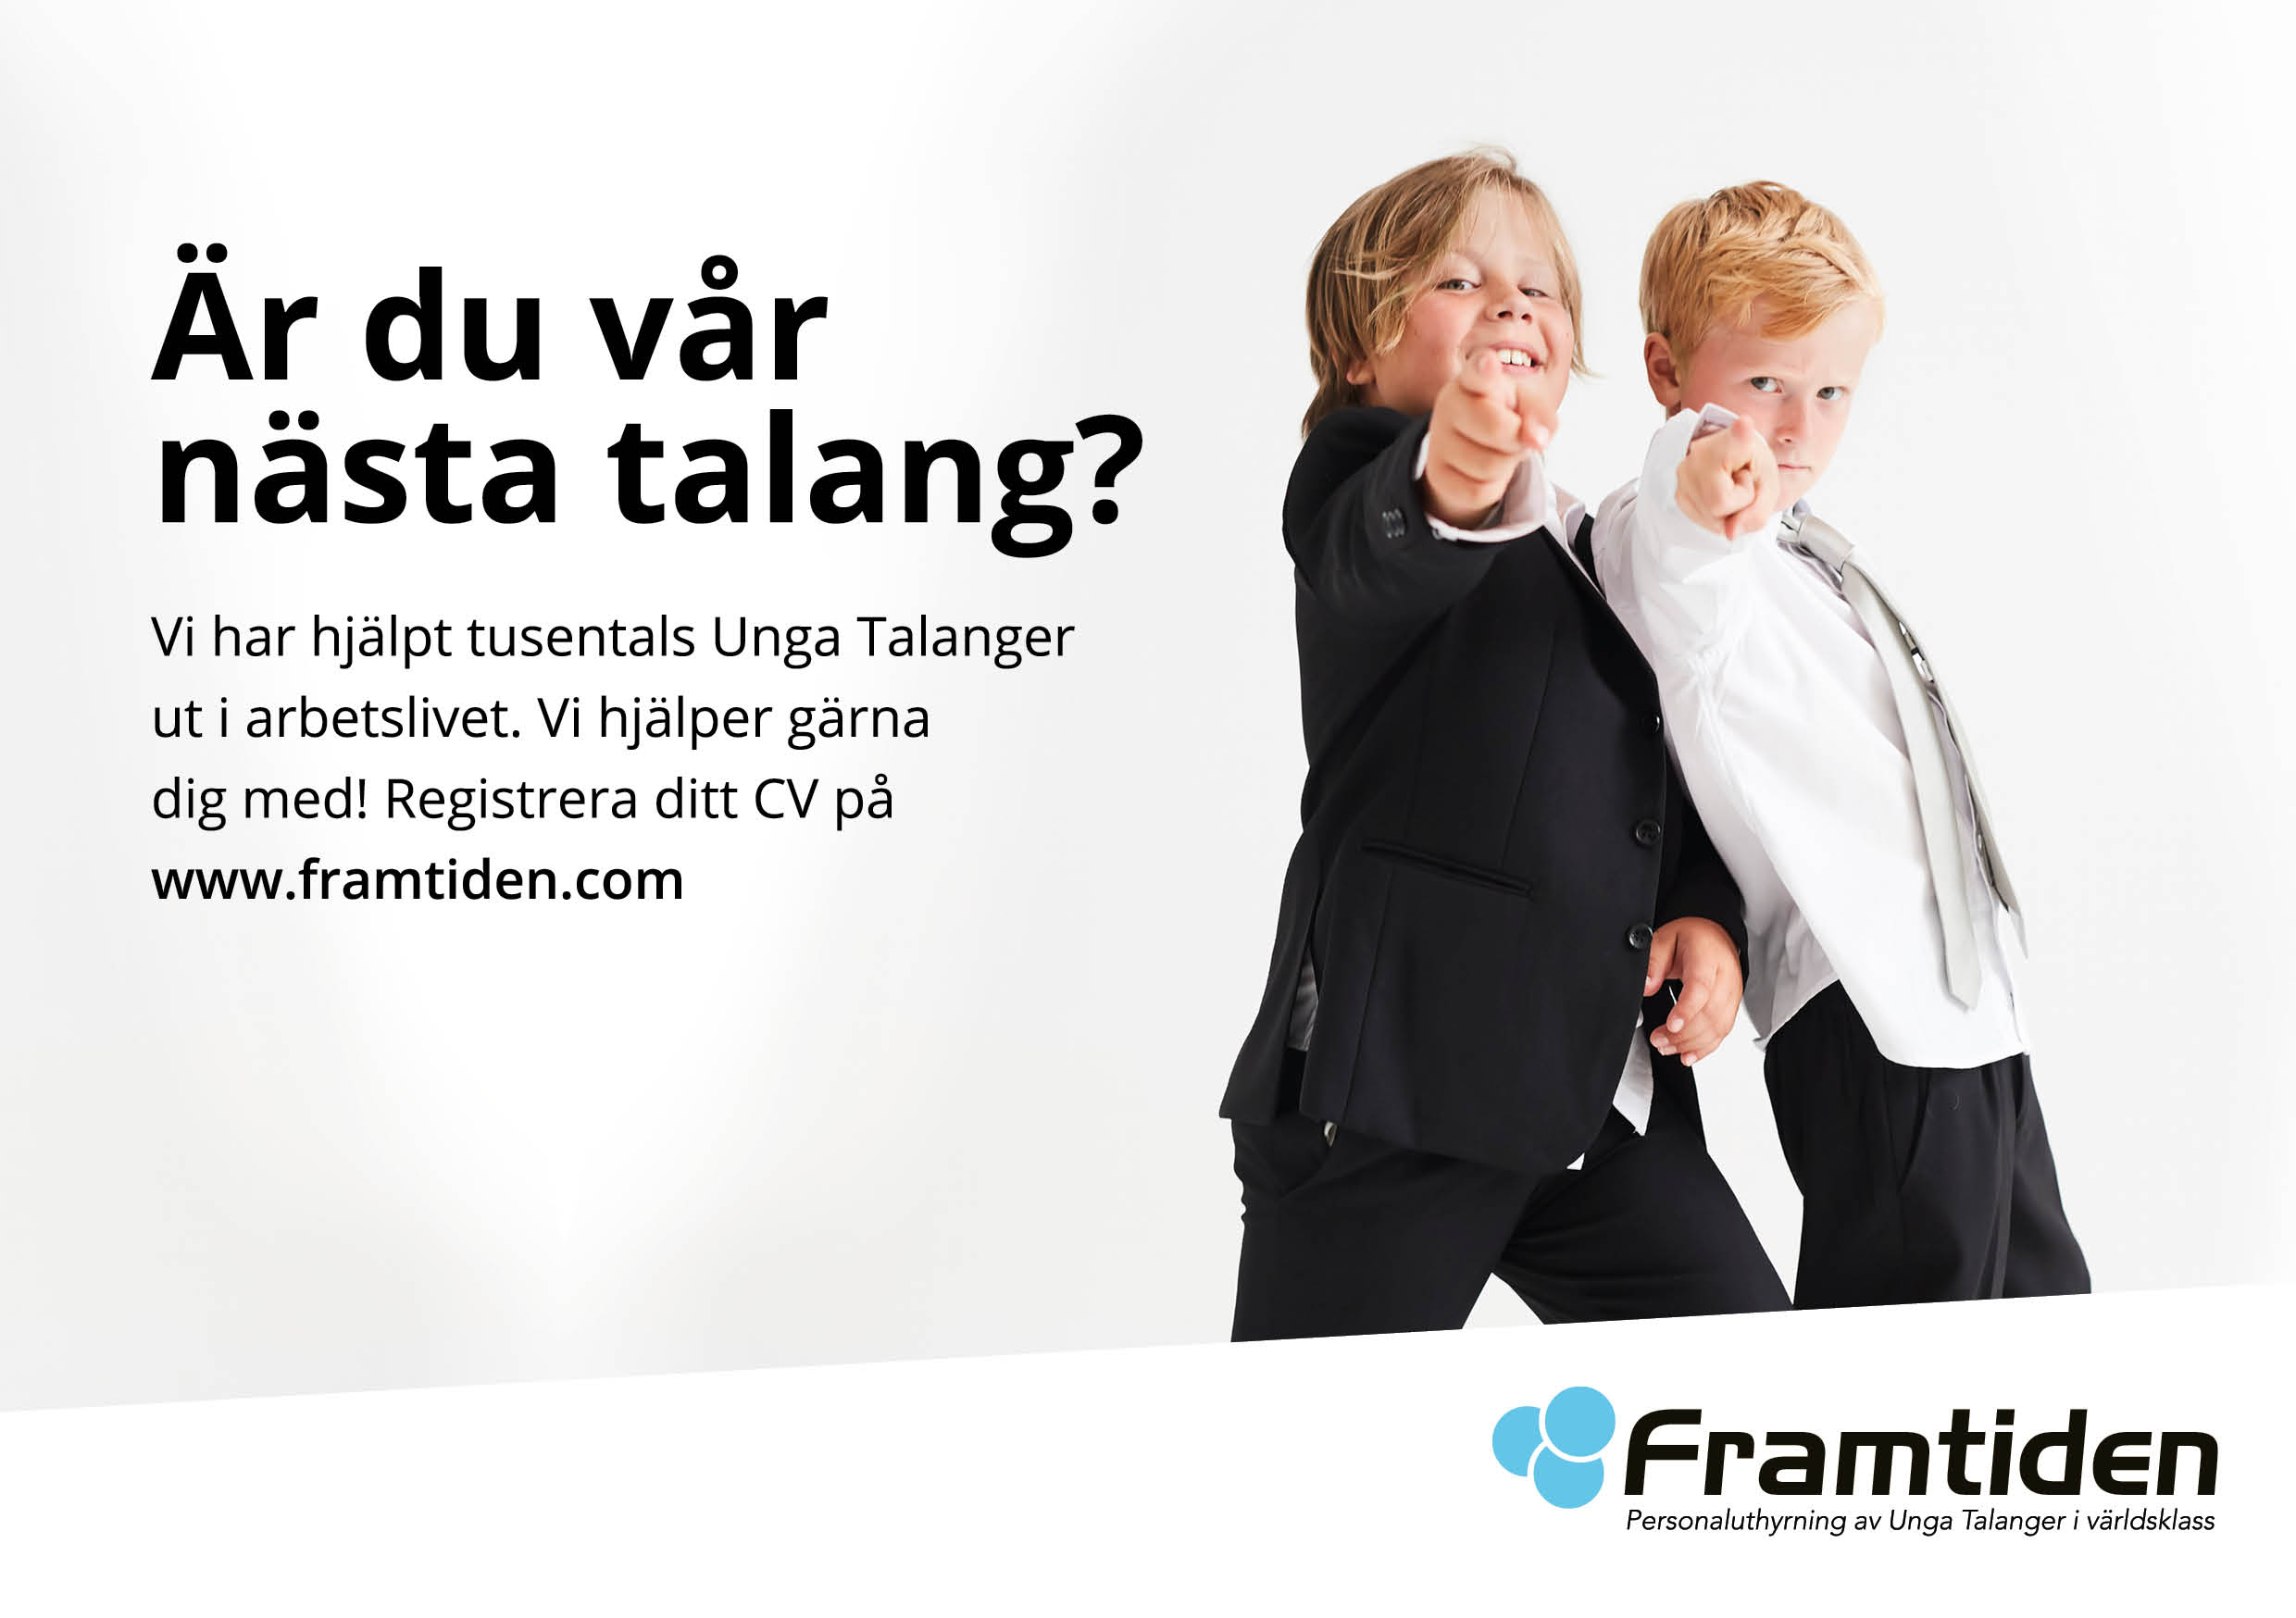 Är du vår
nästa talang?
Vi har hjälpt tusentals Unga Talanger
ut i arbetslivet. Vi hjälper gärna
dig med! Registrera ditt CV på
www.framtiden.com
Framtiden
Personaluthyrning av Unga Talanger i världsklass